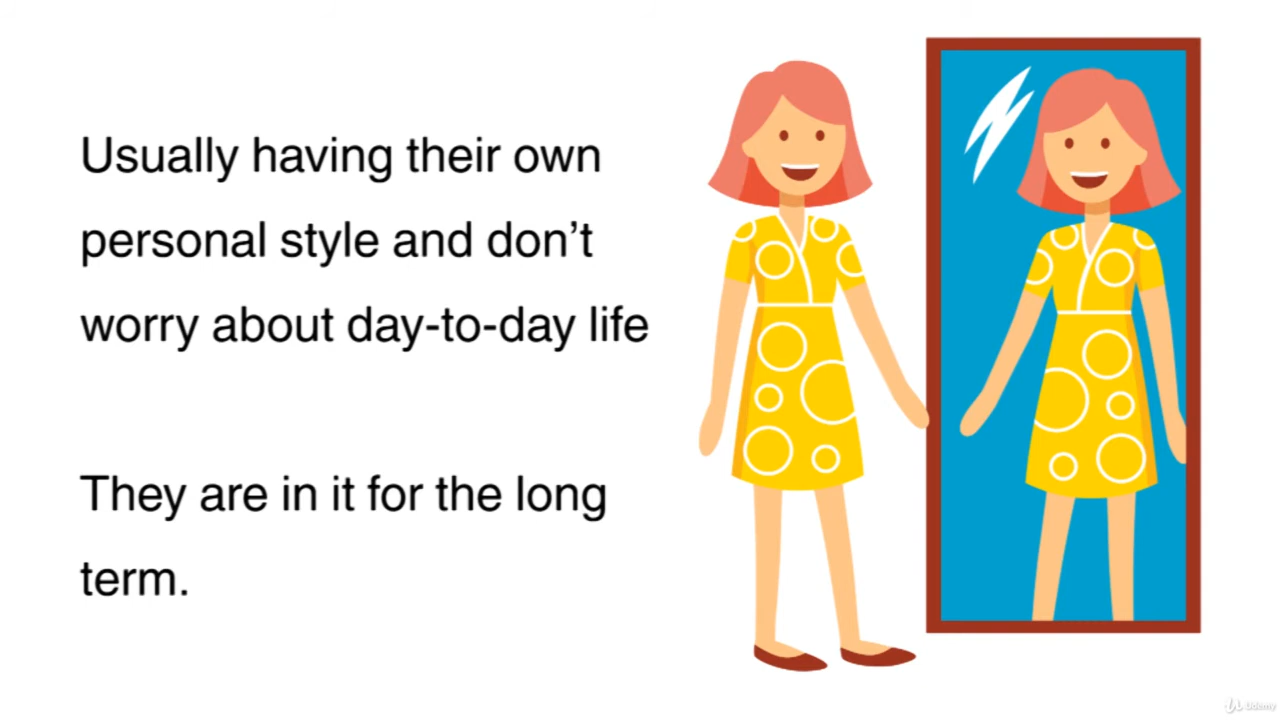 Usually having their own
personal style and don’t
worry about day-to-day life
They are in it for the long
term.
Udemy